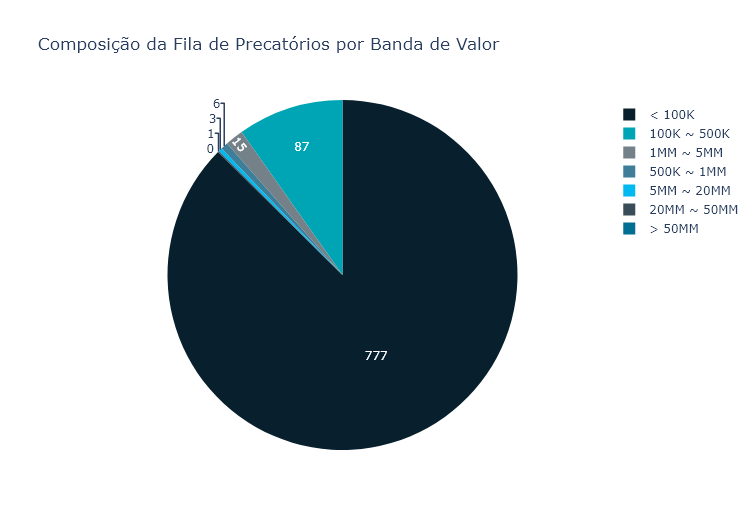 Composição da Fila de Precatórios por Banda de Valor
6
3
1
0
15
87
777
< 100K
100K ~ 500K
1MM ~ 5MM
500K ~ 1MM
5MM ~ 20MM
20MM ~ 50MM
> 50MM